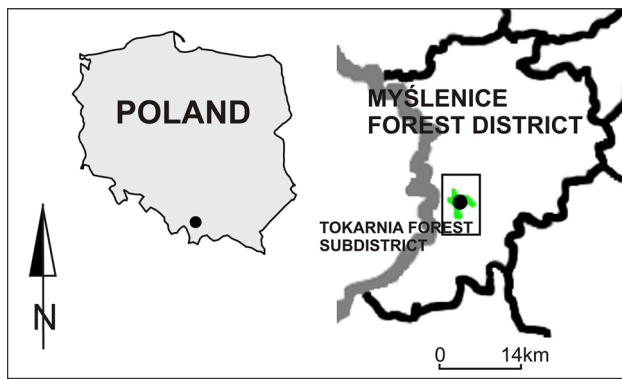 POLAND
N
MYŚLENICE
FOREST DISTRICT
TOKARNIA FOREST
SUBDISTRICT
0 14km